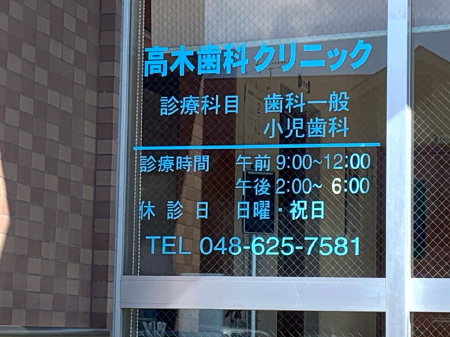 高木歯科クリニック
診療科目 歯科一般
小児歯科
診療時間 午前 9:00~12:00
午後 2:00~ 6:00
休診日 日曜・祝日
TEL 048-625-7581